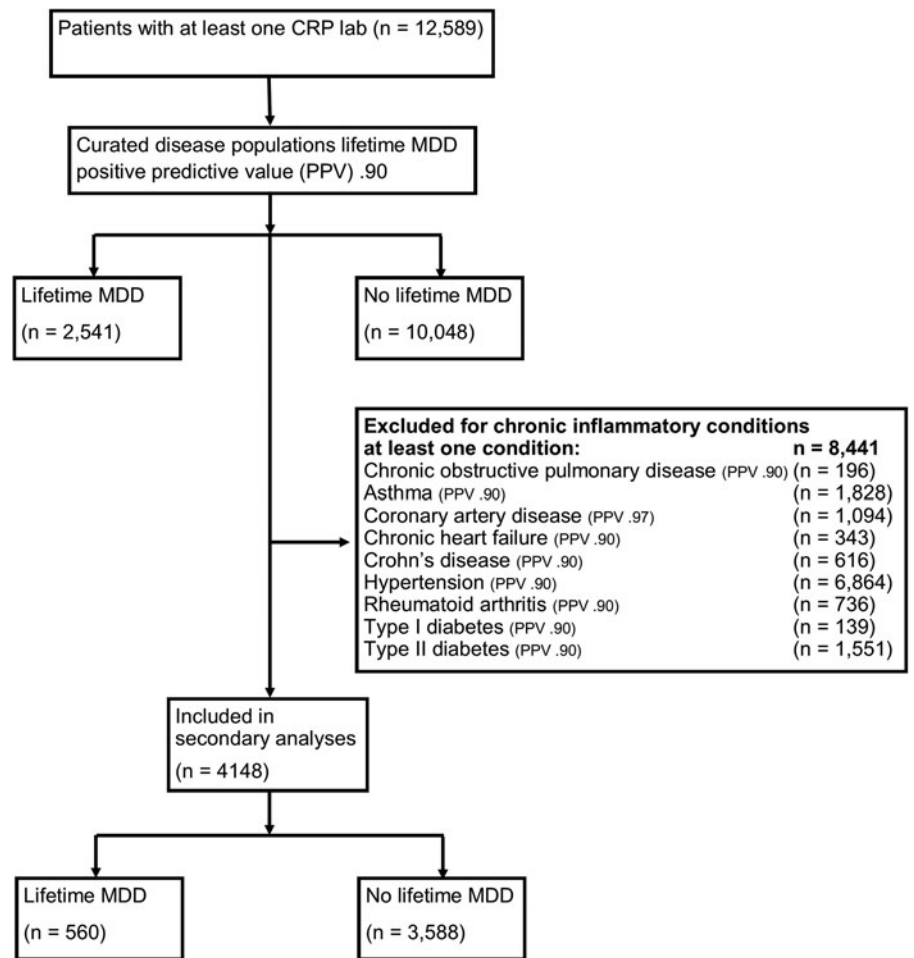 Patients with at least one CRP lab (n = 12,589)
Curated disease populations lifetime MDD
positive predictive value (PPV) .90
Lifetime MDD
(n = 2,541)
No lifetime MDD
(n = 10,048)
Excluded for chronic inflammatory conditions
at least one condition: n = 8,441
Chronic obstructive pulmonary disease (PPV .90) (n = 196)
Asthma (PPV .90) (n = 1,828)
Coronary artery disease (PPV .97) (n = 1,094)
Chronic heart failure (PPV .90) (n = 343)
Crohn’s disease (PPV .90) (n = 616)
Hypertension (PPV .90) (n = 6,864)
Rheumatoid arthritis (PPV .90) (n = 736)
Type I diabetes (PPV .90) (n = 139)
Type II diabetes (PPV .90) (n = 1,551)
Included in
secondary analyses
(n = 4148)
Lifetime MDD
(n = 560)
No lifetime MDD
(n = 3,588)